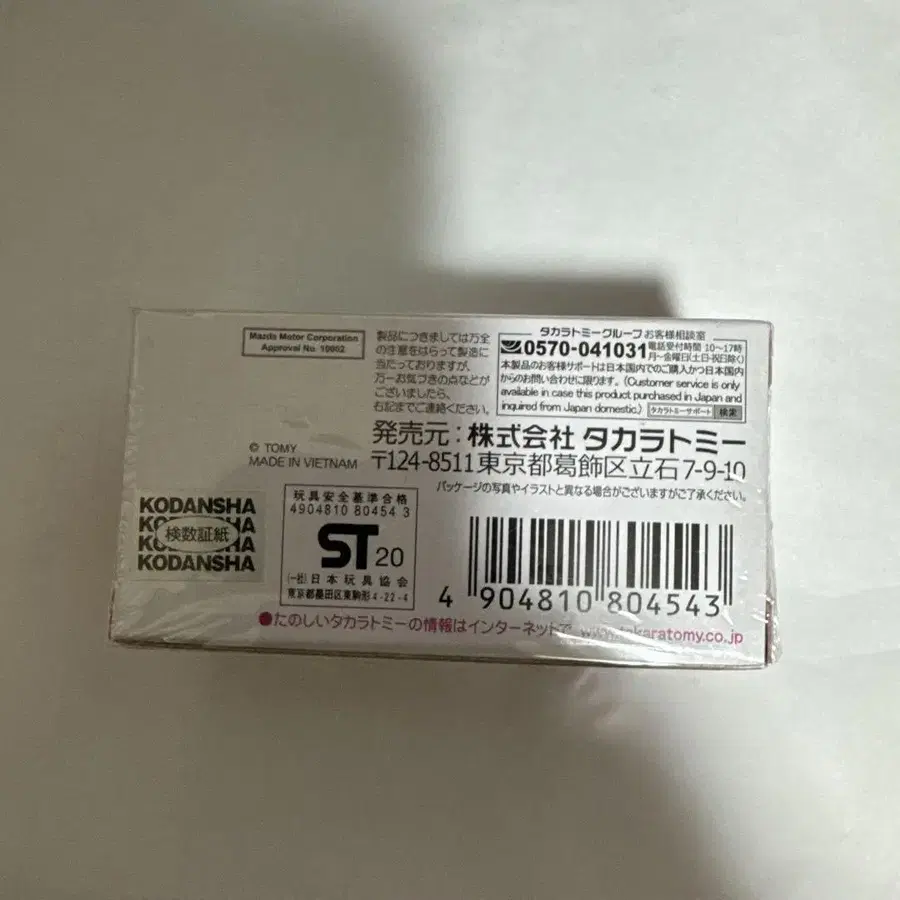 Mazda Motor Corporation
Approval No. 10002
製品につきましては万全
の注意をはらって製造に
当たっておりますが、
万一お気づきの点などが
ございましたら、
右記までご連絡ください。
タカラトミーグループ お客様相談室
0570-041031 電話受付時間 10〜17時
月〜金曜日(土日・祝日除く)
本製品のお客様サポートは日本国内でのご購入かつ日本国内
からのお問い合わせに限ります。(Customer service is only
available in case this product purchased in Japan and
inquired from Japan domestic.) タカラトミーサポート 検索
© TOMY
MADE IN VIETNAM
発売元:株式会社 タカラトミー
〒124-8511東京都葛飾区立石7-9-10
パッケージの写真やイラストと異なる場合がございますがご了承ください。
KODANSHA
KODANSHA
KODANSHA
KODANSHA
検数証紙
玩具安全基準合格
4904810 80454 3
ST 20
(一社)日本玩具協会
東京都墨田区東駒形4-22-4
4 904810 804543
●たのしいタカラトミーの情報はインターネットで。www.takaratomy.co.jp